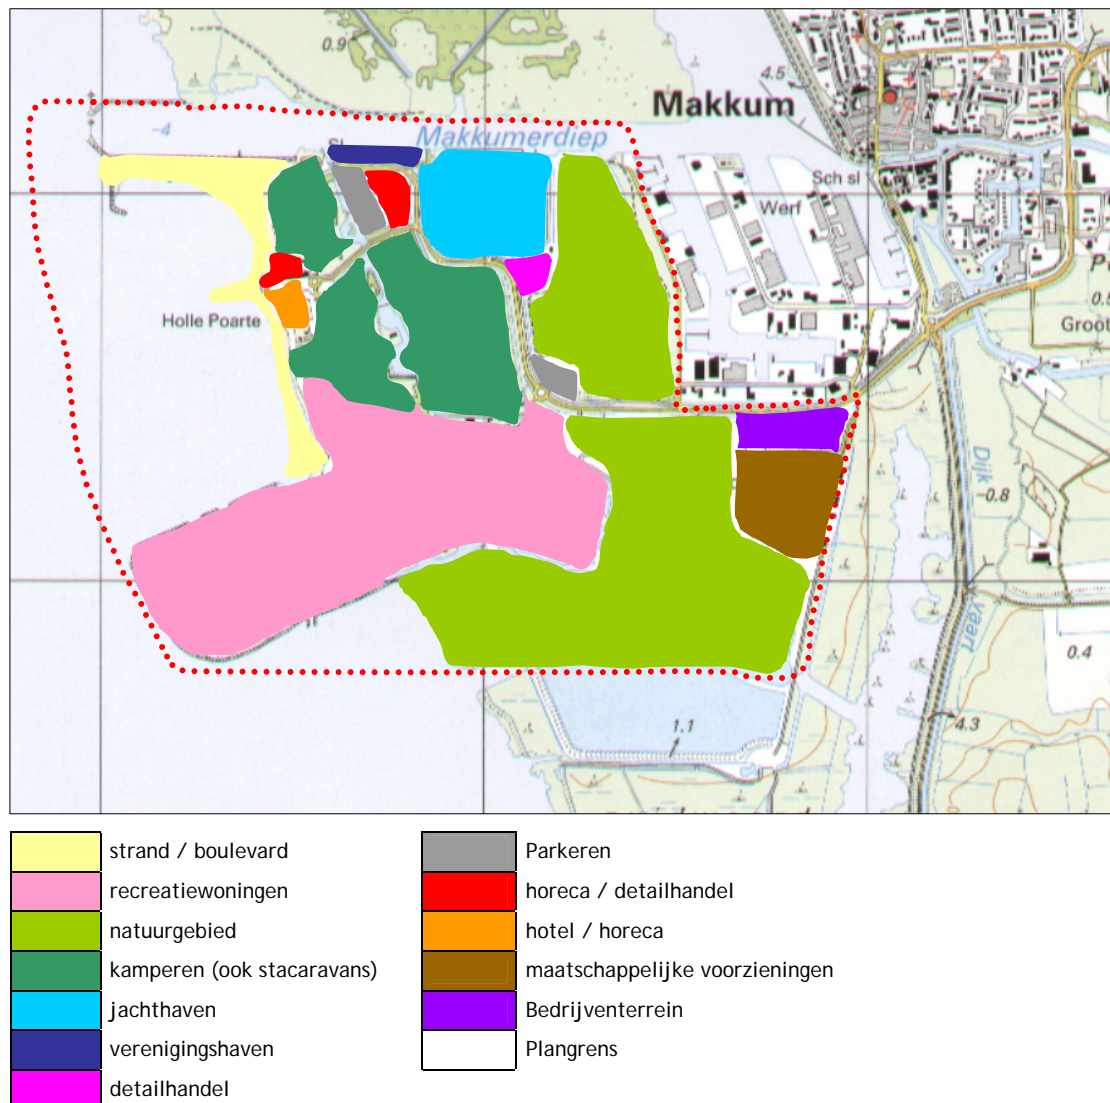 0.9
4.5
Makkum
-4
Makkumerdiep
Sch sl
Werf
Holle Poarte
Groot
Dijk
-0.8
Kaart
0.4
4.3
1.1
strand / boulevard
recreatiewoningen
natuurgebied
kamperen (ook stacaravans)
jachthaven
verenigingshaven
detailhandel
Parkeren
horeca / detailhandel
hotel / horeca
maatschappelijke voorzieningen
Bedrijventerrein
Plangrens